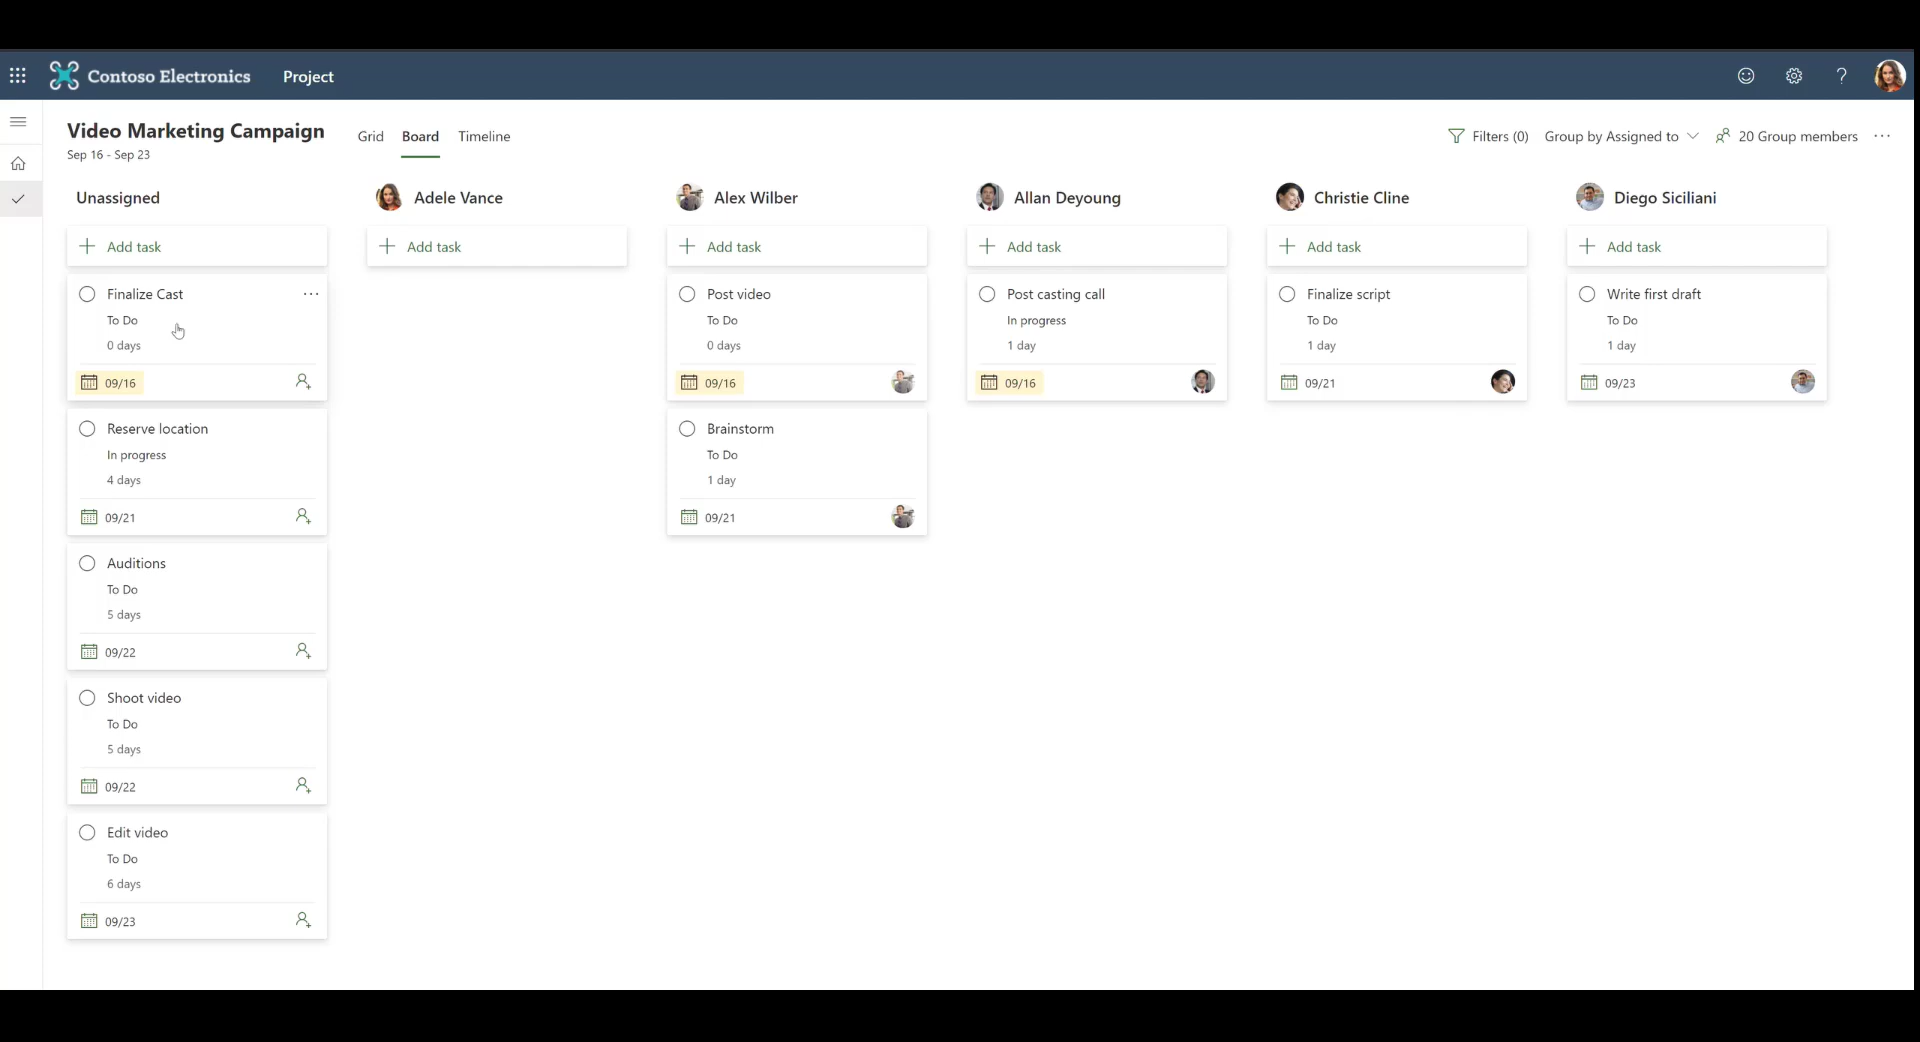 Contoso Electronics
Project
Video Marketing Campaign
Sep 16 - Sep 23
Grid
Board
Timeline
Filters (0)
Group by Assigned to
20 Group members
Unassigned
Add task
Finalize Cast
To Do
0 days
09/16
Reserve location
In progress
4 days
09/21
Auditions
To Do
5 days
09/22
Shoot video
To Do
5 days
09/22
Edit video
To Do
6 days
09/23
Adele Vance
Add task
Alex Wilber
Add task
Post video
To Do
0 days
09/16
Brainstorm
To Do
1 day
09/21
Allan Deyoung
Add task
Post casting call
In progress
1 day
09/16
Christie Cline
Add task
Finalize script
To Do
1 day
09/21
Diego Siciliani
Add task
Write first draft
To Do
1 day
09/23